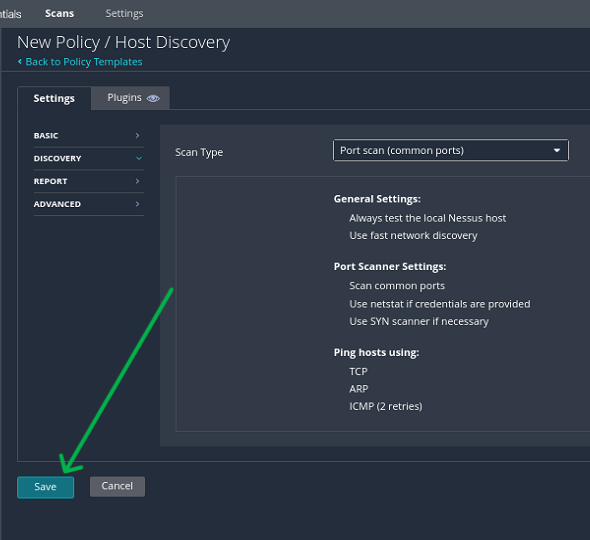 ntials Scans Settings
New Policy / Host Discovery
Back to Policy Templates
Settings Plugins
BASIC
DISCOVERY
REPORT
ADVANCED
Scan Type Port scan (common ports)
General Settings:
Always test the local Nessus host
Use fast network discovery
Port Scanner Settings:
Scan common ports
Use netstat if credentials are provided
Use SYN scanner if necessary
Ping hosts using:
TCP
ARP
ICMP (2 retries)
Save Cancel